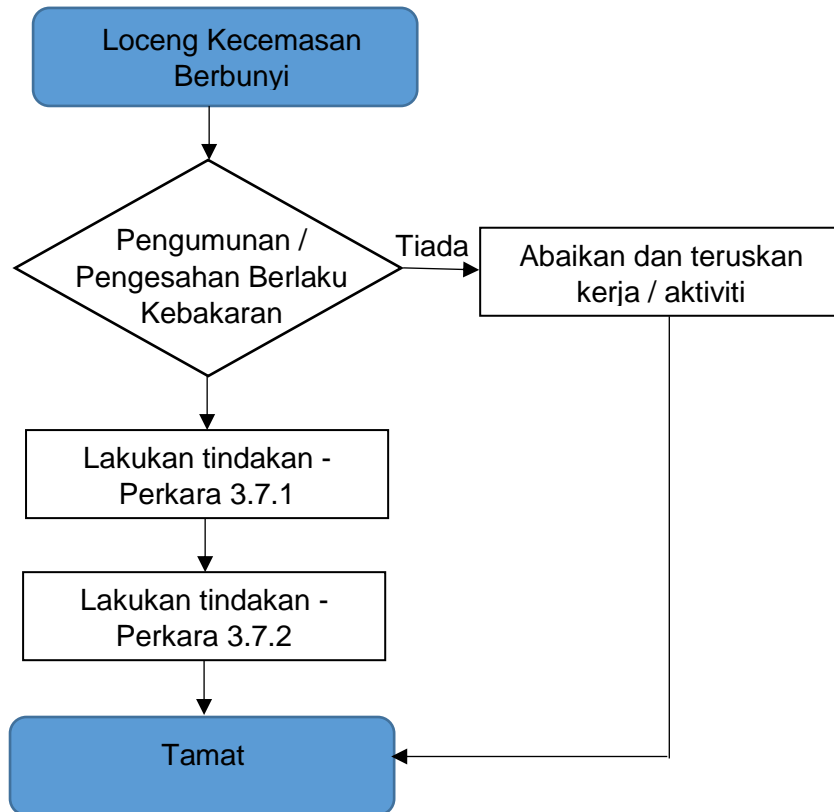 Loceng Kecemasan
Berbunyi
Pengumunan /
Pengesahan Berlaku
Kebakaran
Tiada
Abaikan dan teruskan
kerja / aktiviti
Lakukan tindakan -
Perkara 3.7.1
Lakukan tindakan -
Perkara 3.7.2
Tamat